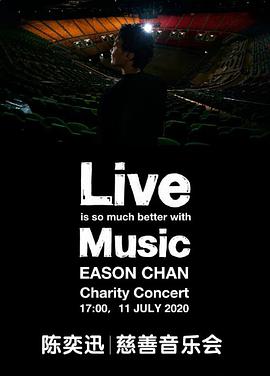 Live
is so much better with
Music
EASON CHAN
Charity Concert
17:00, 11 JULY 2020
陈奕迅|慈善音乐会